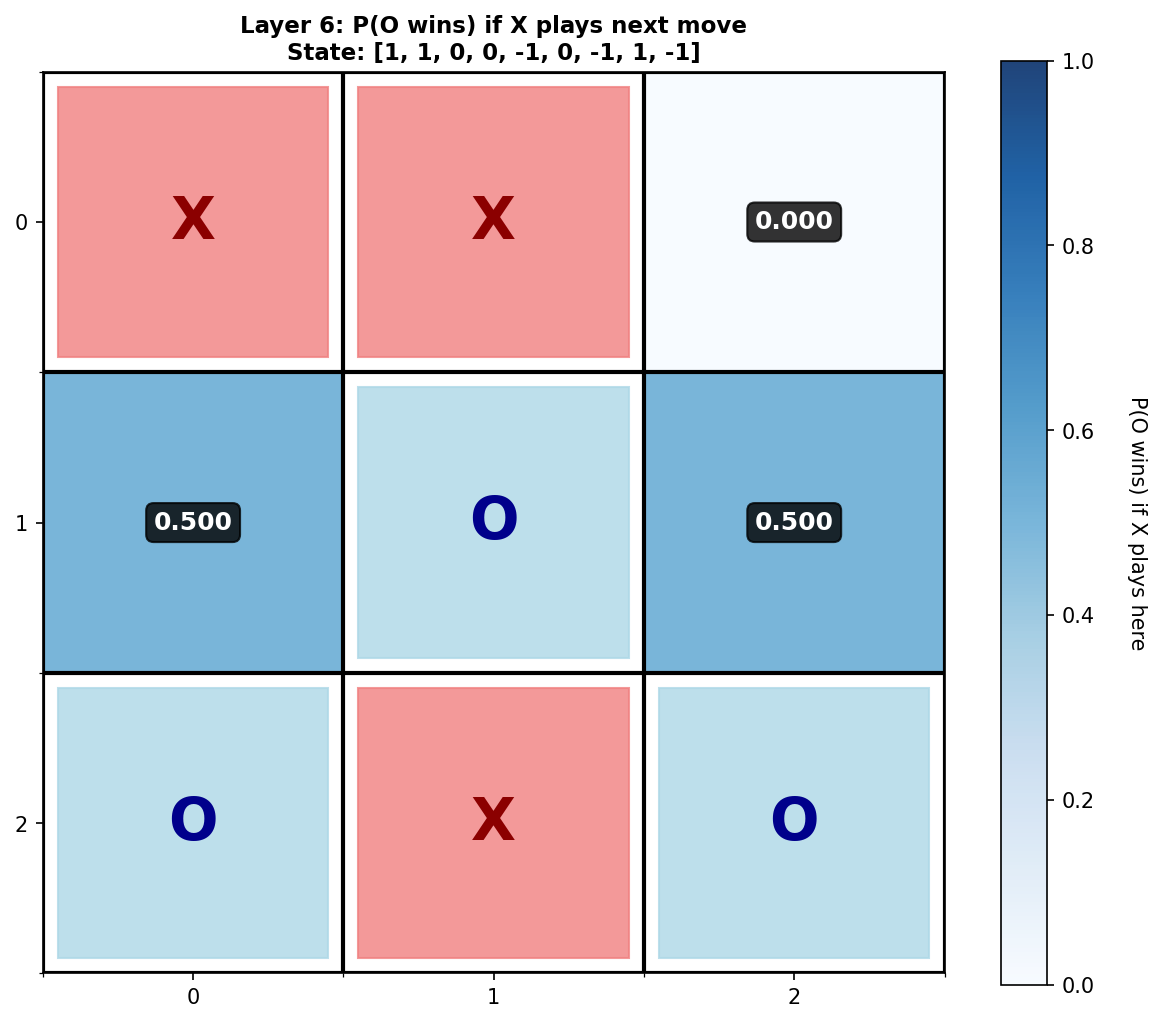 Layer 6: P(O wins) if X plays next move
State: [1, 1, 0, 0, -1, 0, -1, 1, -1]
0
X
X
0.000
1
0.500
O
0.500
2
O
X
O
0
1
2
1.0
0.8
0.6
0.4
0.2
0.0
P(O wins) if X plays here